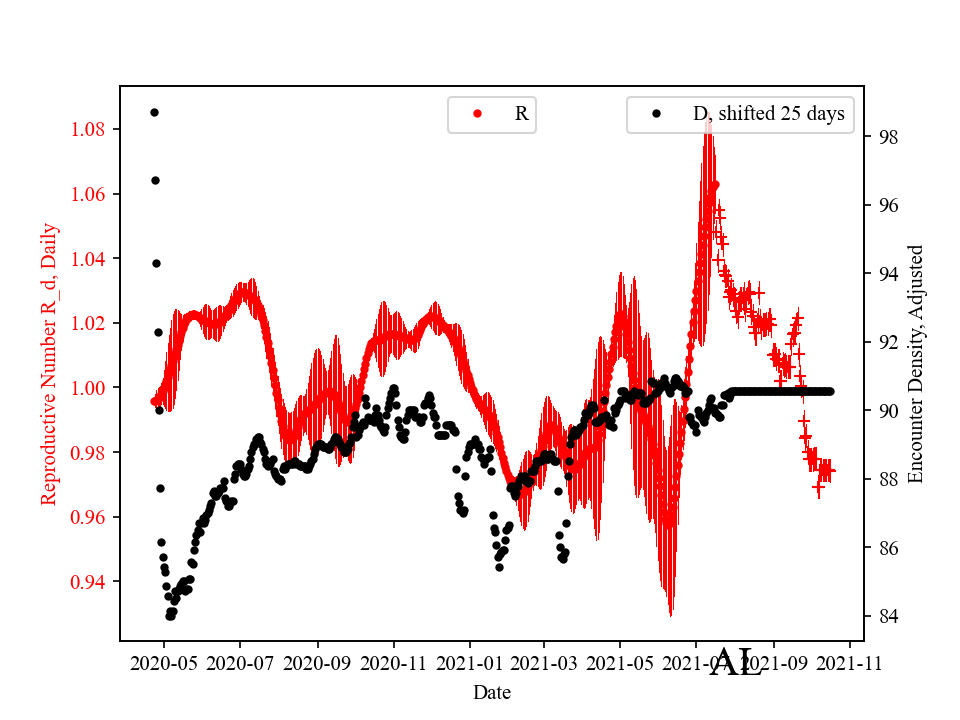 R
D, shifted 25 days
1.08
1.06
1.04
1.02
1.00
0.98
0.96
0.94
Reproductive Number R_d, Daily
98
96
94
92
90
88
86
84
Encounter Density, Adjusted
2020-05 2020-07 2020-09 2020-11 2021-01 2021-03 2021-05 2021-07 2021-09 2021-11
AL
Date